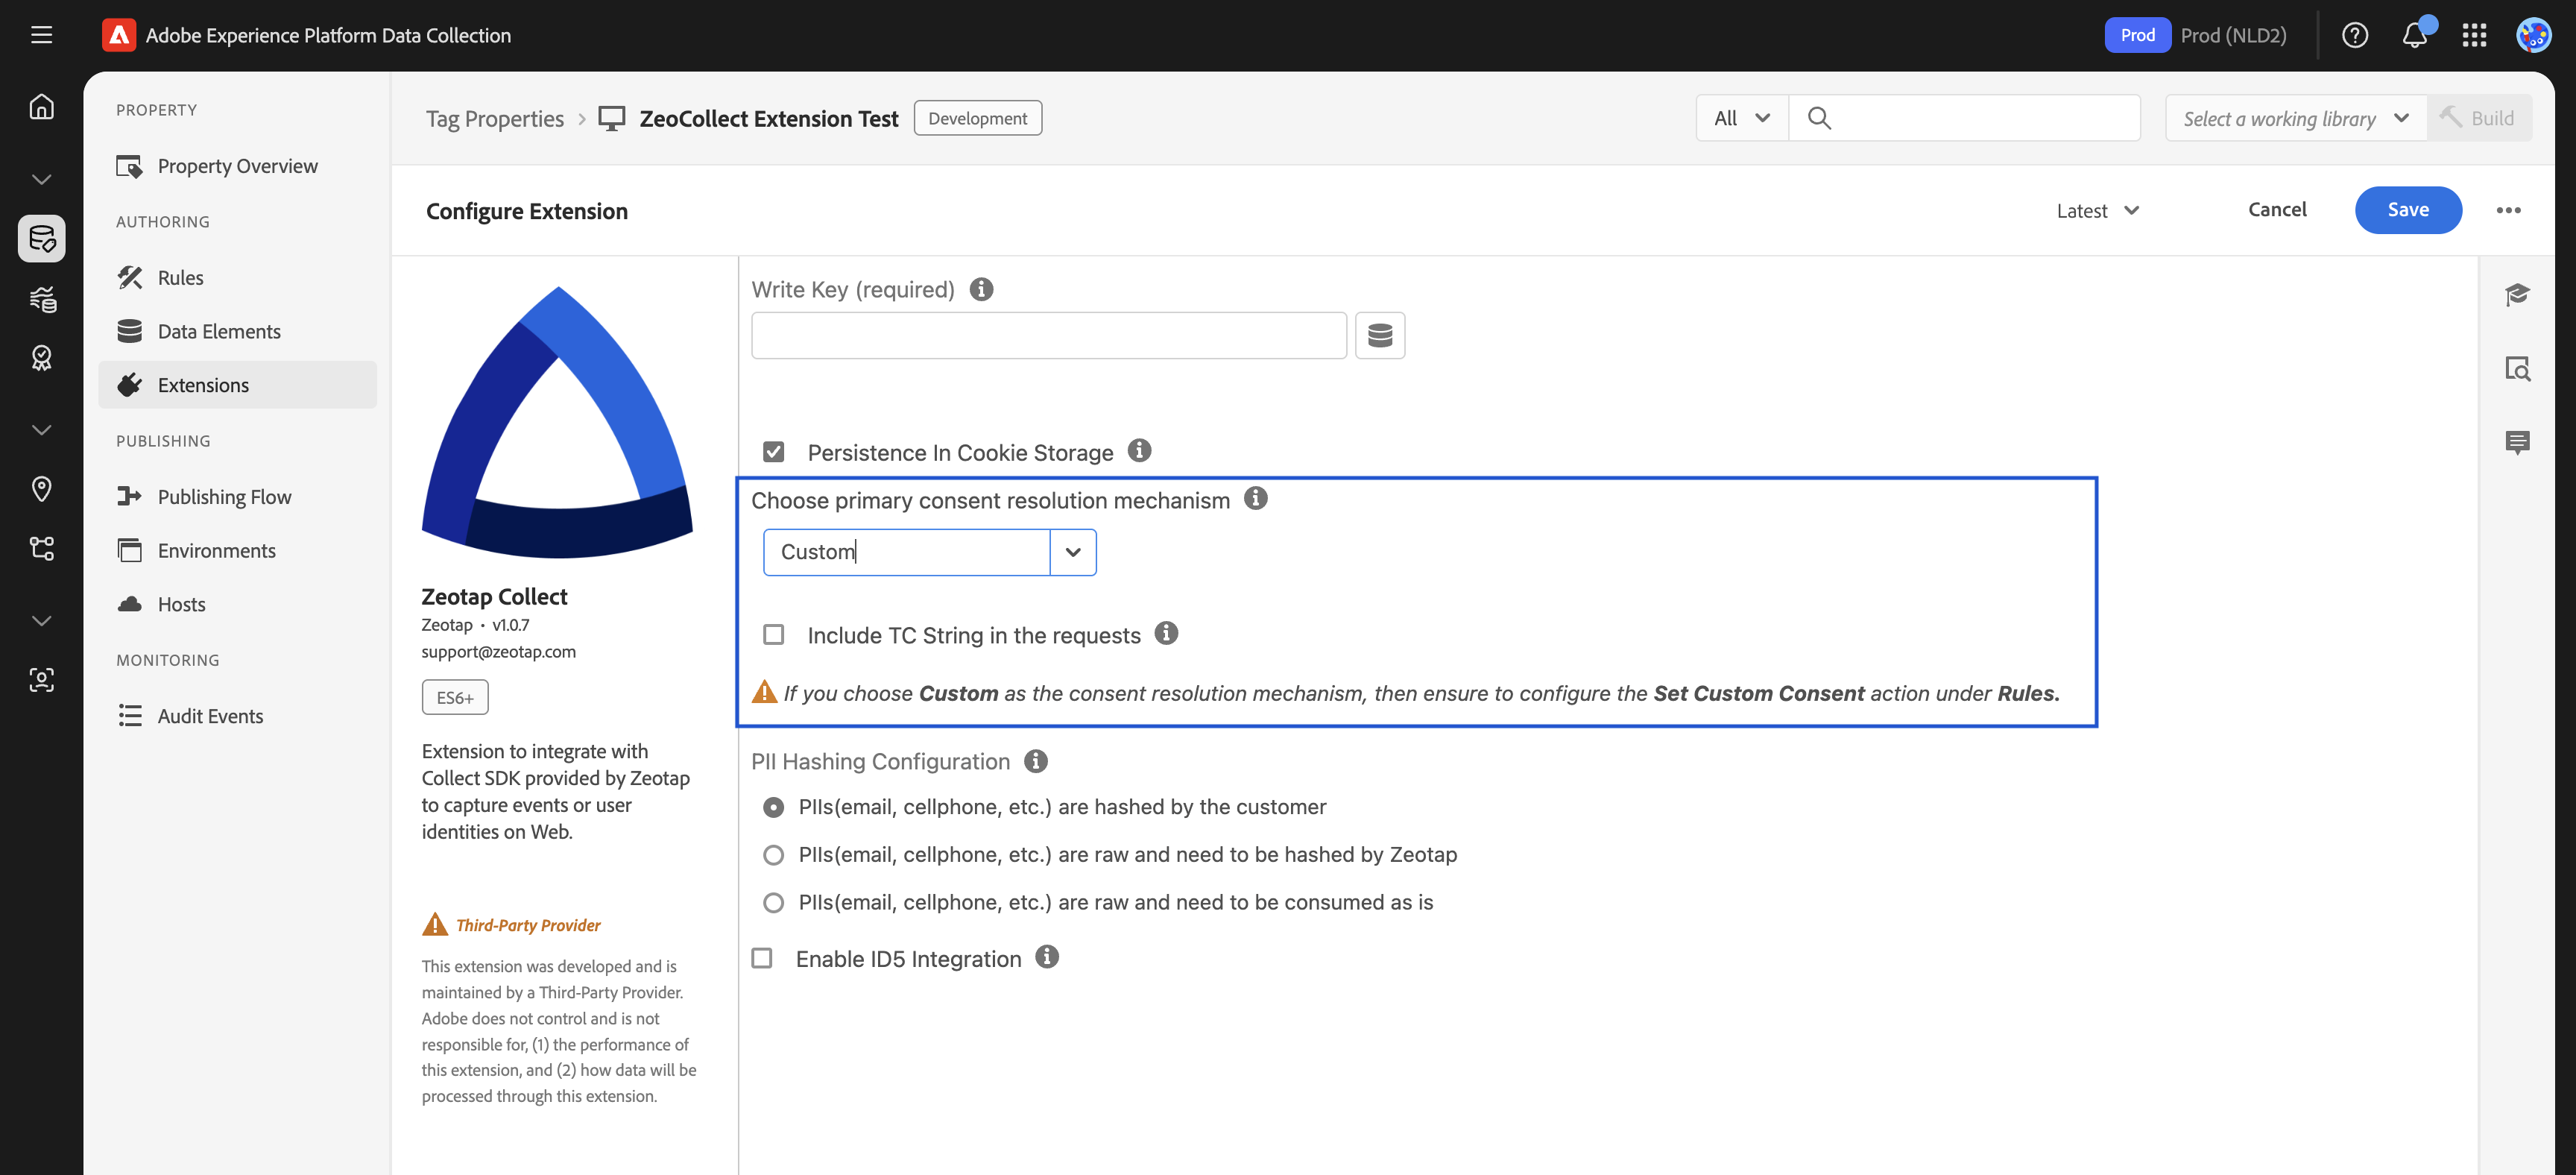 Adobe Experience Platform Data Collection
Prod
Prod (NLD2)
PROPERTY
Property Overview
AUTHORING
Rules
Data Elements
Extensions
PUBLISHING
Publishing Flow
Environments
Hosts
MONITORING
Audit Events
Tag Properties
ZeoCollect Extension Test
Development
All
Select a working library
Build
Configure Extension
Latest
Cancel
Save
Zeotap Collect
Zeotap • v1.0.7
support@zeotap.com
ES6+
Extension to integrate with
Collect SDK provided by Zeotap
to capture events or user
identities on Web.
Third-Party Provider
This extension was developed and is
maintained by a Third-Party Provider.
Adobe does not control and is not
responsible for, (1) the performance of
this extension, and (2) how data will be
processed through this extension.
Write Key (required)
Persistence In Cookie Storage
Choose primary consent resolution mechanism
Custom
Include TC String in the requests
If you choose Custom as the consent resolution mechanism, then ensure to configure the Set Custom Consent action under Rules.
PII Hashing Configuration
PIIs(email, cellphone, etc.) are hashed by the customer
PIIs(email, cellphone, etc.) are raw and need to be hashed by Zeotap
PIIs(email, cellphone, etc.) are raw and need to be consumed as is
Enable ID5 Integration